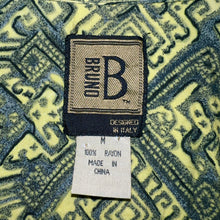 BRUNO
B
™
DESIGNED
IN ITALY
M
100% RAYON
MADE IN
CHINA